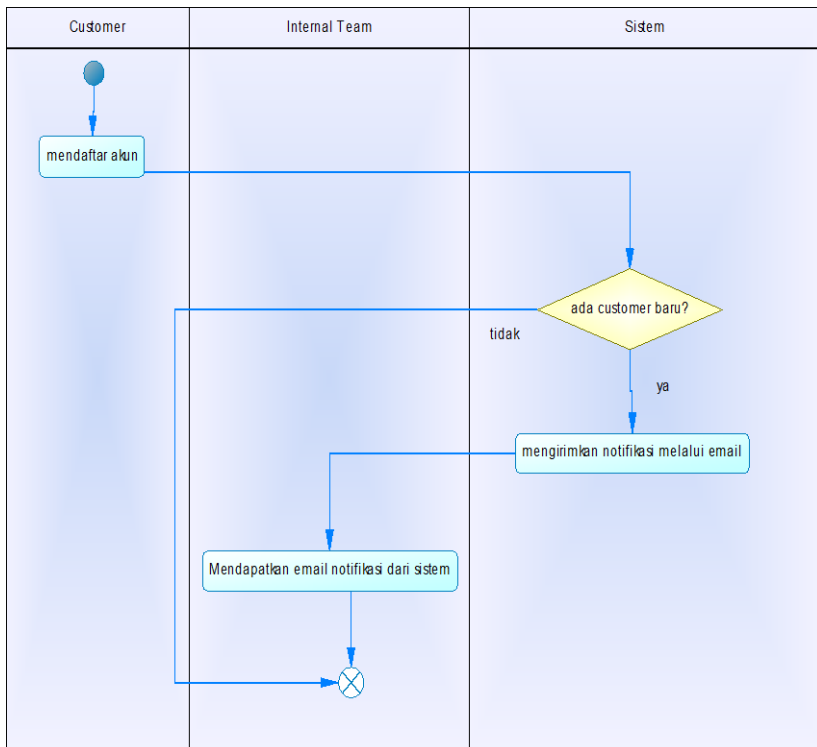 Customer
Internal Team
Sistem
mendaftar akun
ada customer baru?
tidak
ya
mengirimkan notifikasi melalui email
Mendapatkan email notifikasi dari sistem